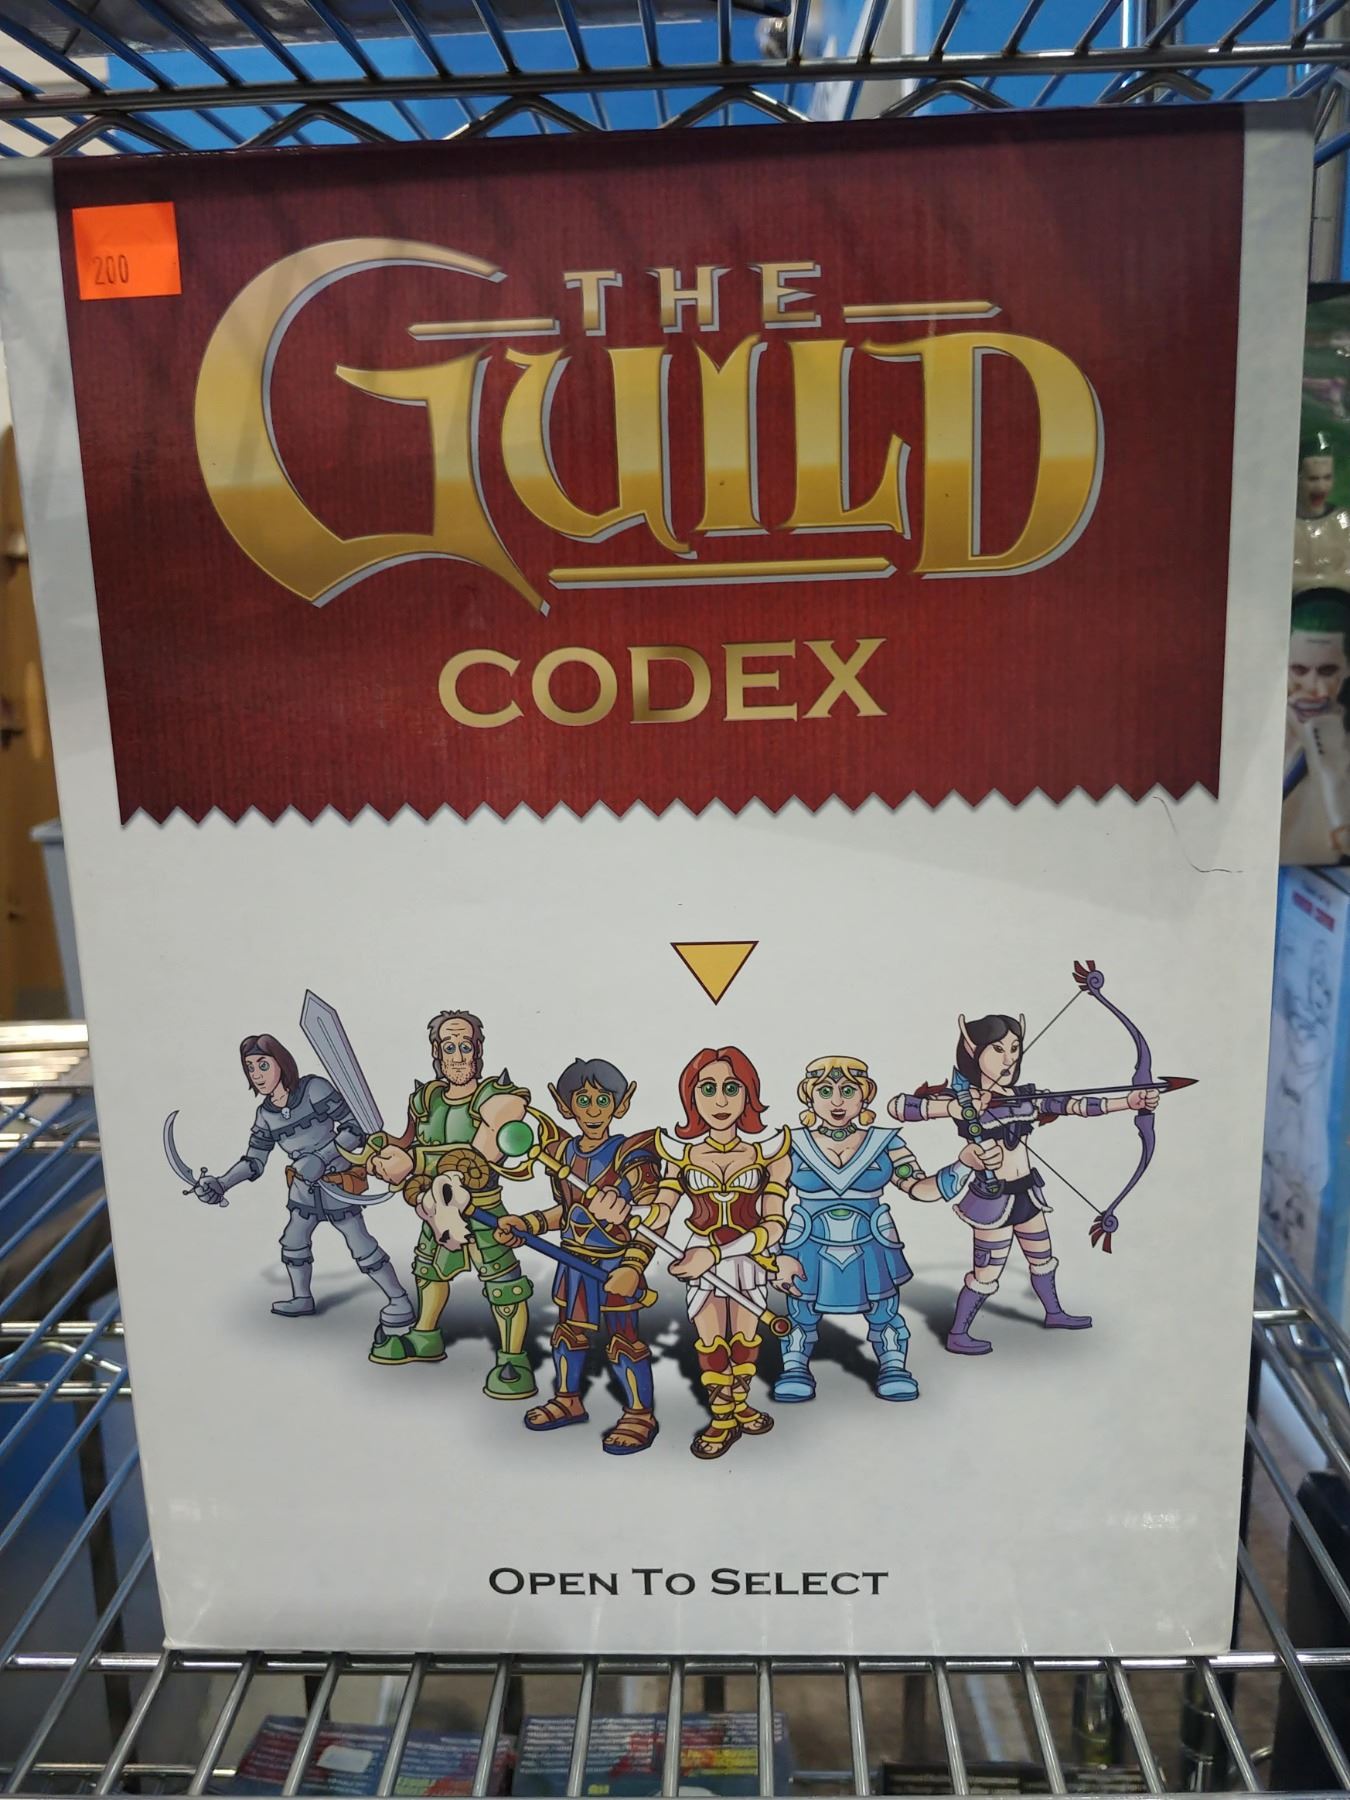 200
THE
GUILD
CODEX
OPEN TO SELECT